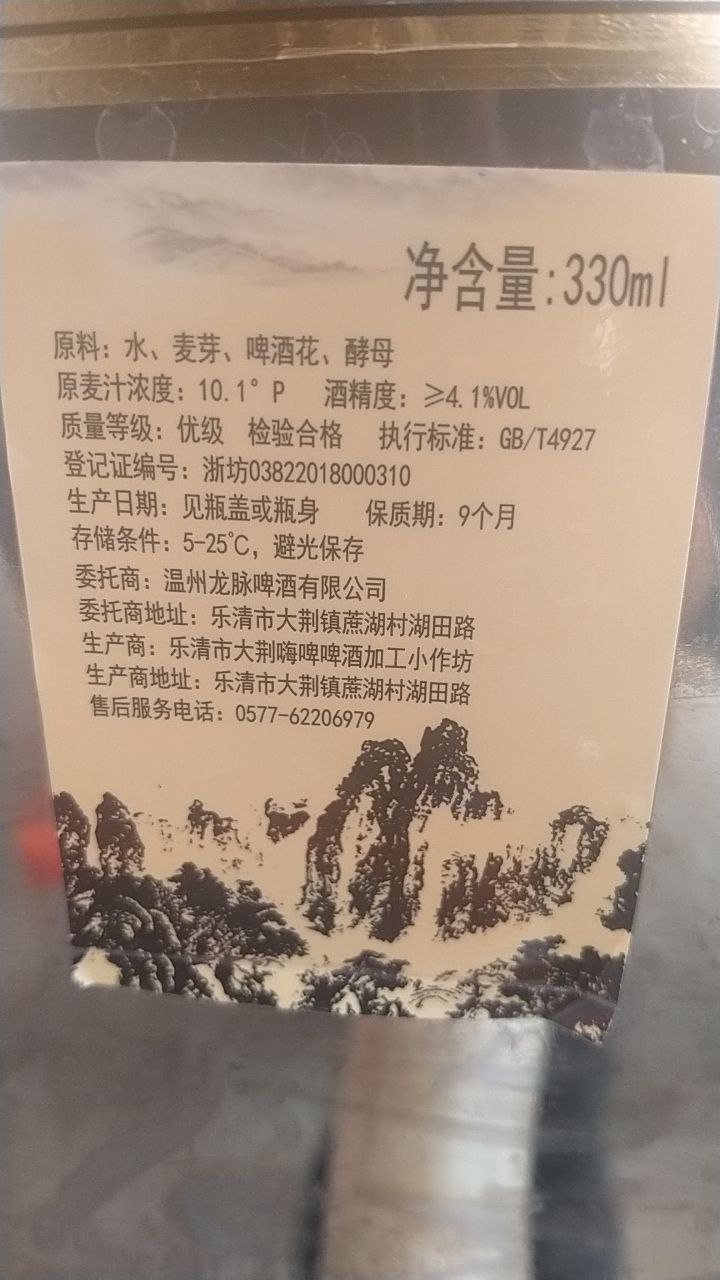 净含量:330ml
原料：水、麦芽、啤酒花、酵母
原麦汁浓度：10.1°P 酒精度：≥4.1%VOL
质量等级：优级 检验合格 执行标准：GB/T4927
登记证编号：浙坊03822018000310
生产日期：见瓶盖或瓶身 保质期：9个月
存储条件：5-25℃，避光保存
委托商：温州龙脉啤酒有限公司
委托商地址：乐清市大荆镇蔗湖村湖田路
生产商：乐清市大荆嗨啤啤酒加工小作坊
生产商地址：乐清市大荆镇蔗湖村湖田路
售后服务电话：0577-62206979